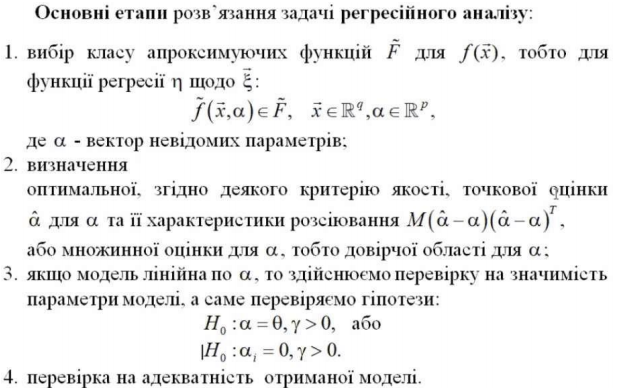 Основні етапи розв`язання задачі регресійного аналізу:
1. вибір класу апроксимуючих функцій F̃ для f(x⃗), тобто для
функції регресії η щодо ξ⃗:
f̃(x⃗,α)∈F̃, x⃗∈ℝ^q,α∈ℝ^p,
де α - вектор невідомих параметрів;
2. визначення
оптимальної, згідно деякого критерію якості, точкової оцінки
α̂ для α та її характеристики розсіювання M(α̂−α)(α̂−α)^T,
або множинної оцінки для α, тобто довірчої області для α;
3. якщо модель лінійна по α, то здійснюємо перевірку на значимість
параметри моделі, а саме перевіряємо гіпотези:
H₀:α=θ,γ>0, або
|H₀:αᵢ=0,γ>0.
4. перевірка на адекватність отриманої моделі.